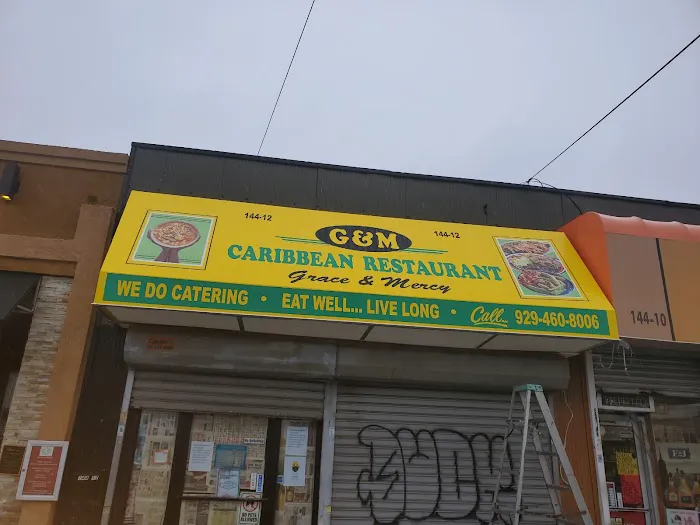 144-12
G&M
144-12
CARIBBEAN RESTAURANT
Grace & Mercy
WE DO CATERING • EAT WELL... LIVE LONG • Call... 929-460-8006
144-10